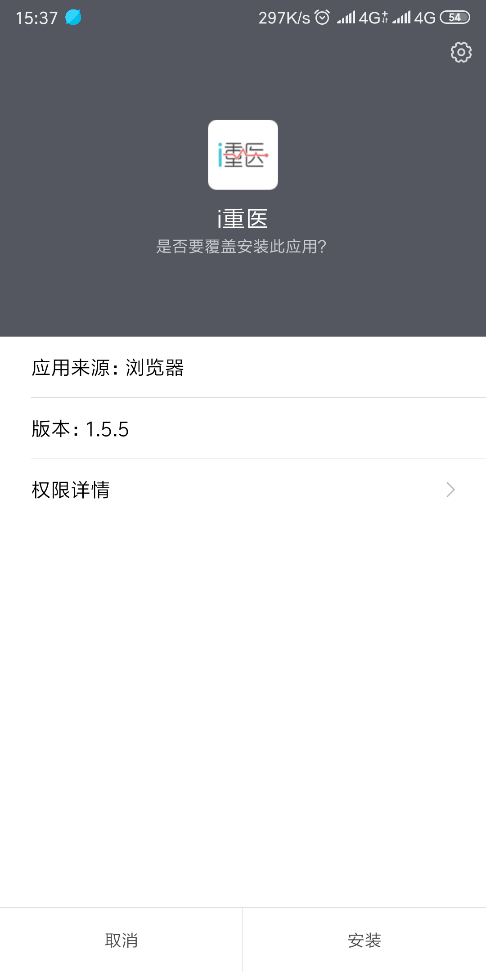 15:37 297K/s 4G 4G 54
i重医
i重医
是否要覆盖安装此应用?
应用来源: 浏览器
版本: 1.5.5
权限详情
取消 安装